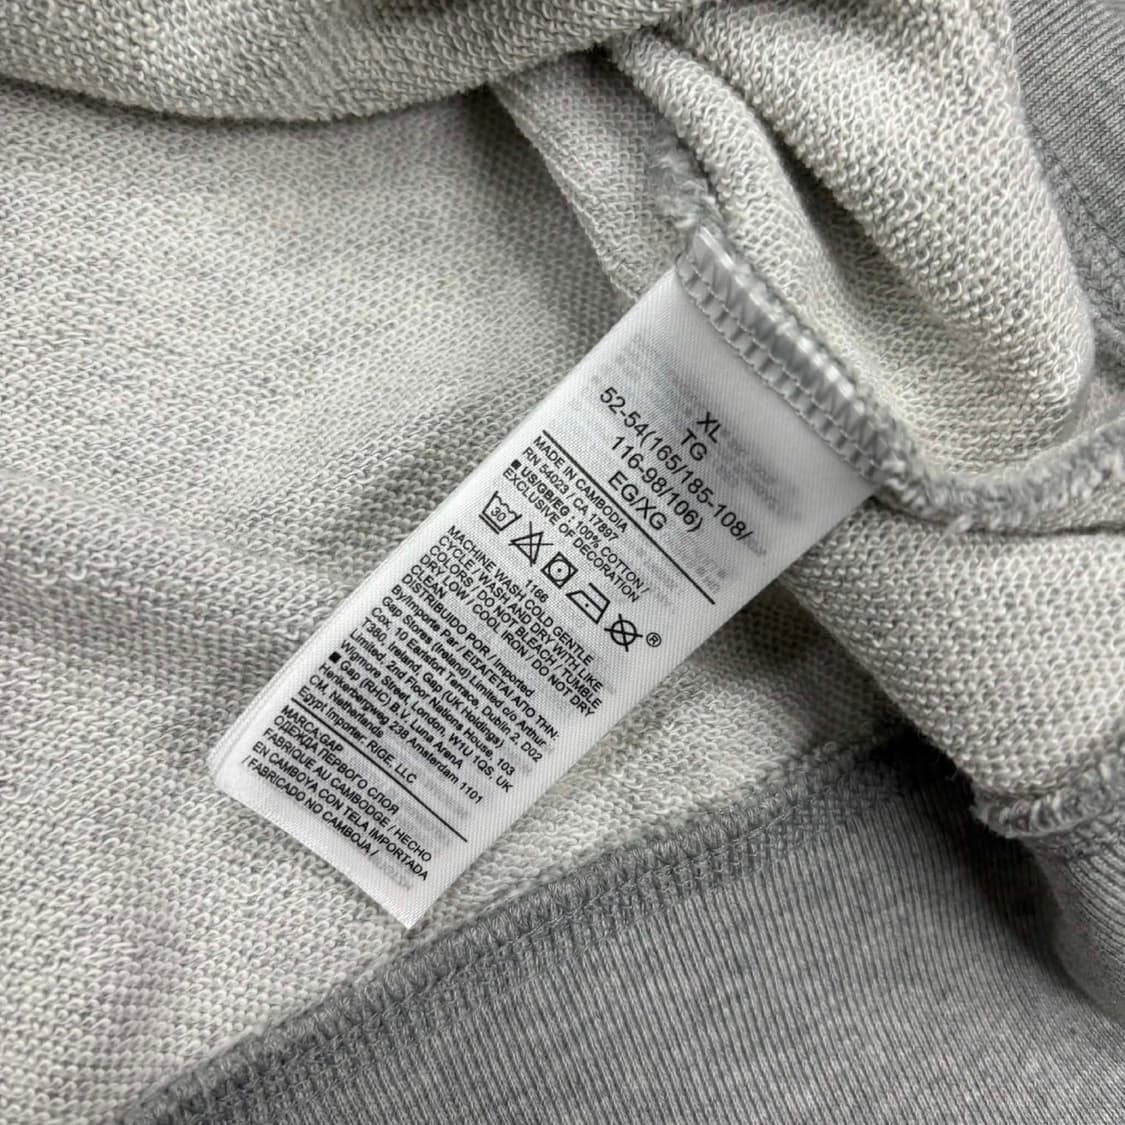 XL
TG
52-54(165/185-108/
116-98/106)
EG/XG
MADE IN CAMBODIA
RN 54023 / CA 17897
■ US/GB/EG : 100% COTTON /
EXCLUSIVE OF DECORATION
30
®
1166
MACHINE WASH COLD GENTLE
CYCLE / WASH AND DRY WITH LIKE
COLORS / DO NOT BLEACH / TUMBLE
DRY LOW / COOL IRON / DO NOT DRY
CLEAN
DISTRIBUIDO POR / Imported
By/Importe Par / ΕΙΣΑΓΕΤΑΙ ΑΠΟ ΤΗΝ-
Gap Stores (Ireland) Limited c/o Arthur
Cox, 10 Earlsfort Terrace, Dublin 2, D02
T380, Ireland, Gap (UK Holdings)
Limited, 2nd Floor Nations House, 103
Wigmore Street, London, W1U 1QS, UK
■ Gap (RHC) B.V, Luna ArenA
Herikerbergweg 238 Amsterdam 1101
CM, Netherlands
Egypt Importer: RIGE, LLC
MARCA:GAP
ОДЕЖДА ПЕРВОГО СЛОЯ
FABRIQUE AU CAMBODGE / HECHO
EN CAMBOYA CON TELA IMPORTADA
/ FABRICADO NO CAMBOJA /